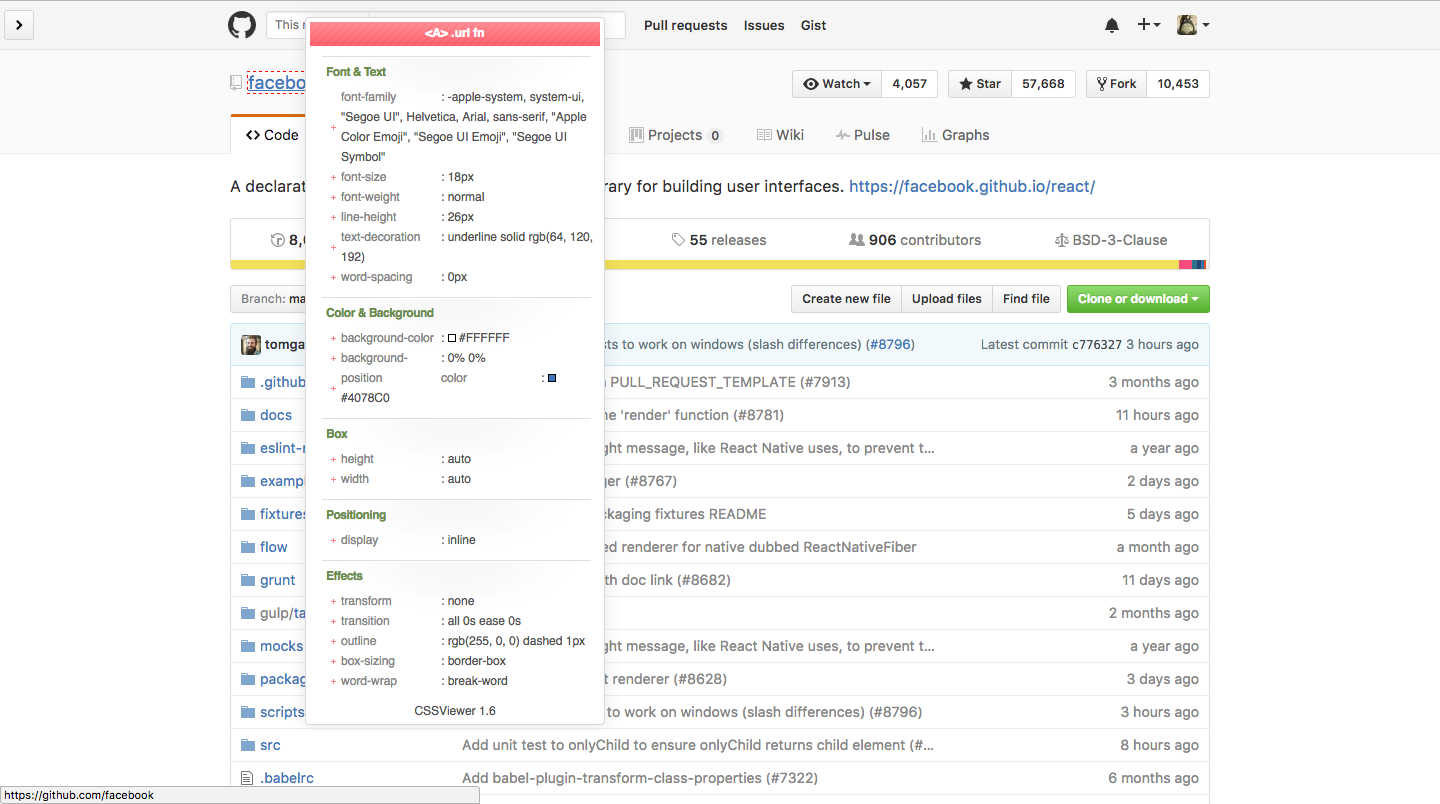 This r
Pull requests Issues Gist
<A> .url fn
facebo
Watch 4,057 Star 57,668 Fork 10,453
Code Projects 0 Wiki Pulse Graphs
A declarat rary for building user interfaces. https://facebook.github.io/react/
8, 55 releases 906 contributors BSD-3-Clause
Branch: ma Create new file Upload files Find file Clone or download
tomga sts to work on windows (slash differences) (#8796) Latest commit c776327 3 hours ago
.github PULL_REQUEST_TEMPLATE (#7913) 3 months ago
docs ne 'render' function (#8781) 11 hours ago
eslint-r ght message, like React Native uses, to prevent t... a year ago
examp ger (#8767) 2 days ago
fixtures ckaging fixtures README 5 days ago
flow ed renderer for native dubbed ReactNativeFiber a month ago
grunt th doc link (#8682) 11 days ago
gulp/ta 2 months ago
mocks ght message, like React Native uses, to prevent t... a year ago
packag t renderer (#8628) 3 days ago
scripts to work on windows (slash differences) (#8796) 3 hours ago
src Add unit test to onlyChild to ensure onlyChild returns child element (#... 8 hours ago
.babelrc Add babel-plugin-transform-class-properties (#7322) 6 months ago
Font & Text
+ font-family : -apple-system, system-ui,
"Segoe UI", Helvetica, Arial, sans-serif, "Apple
Color Emoji", "Segoe UI Emoji", "Segoe UI
Symbol"
+ font-size : 18px
+ font-weight : normal
+ line-height : 26px
+ text-decoration : underline solid rgb(64, 120,
192)
+ word-spacing : 0px
Color & Background
+ background-color : #FFFFFF
+ background- : 0% 0%
position color :
+ #4078C0
Box
+ height : auto
+ width : auto
Positioning
+ display : inline
Effects
+ transform : none
+ transition : all 0s ease 0s
+ outline : rgb(255, 0, 0) dashed 1px
+ box-sizing : border-box
+ word-wrap : break-word
CSSViewer 1.6
https://github.com/facebook